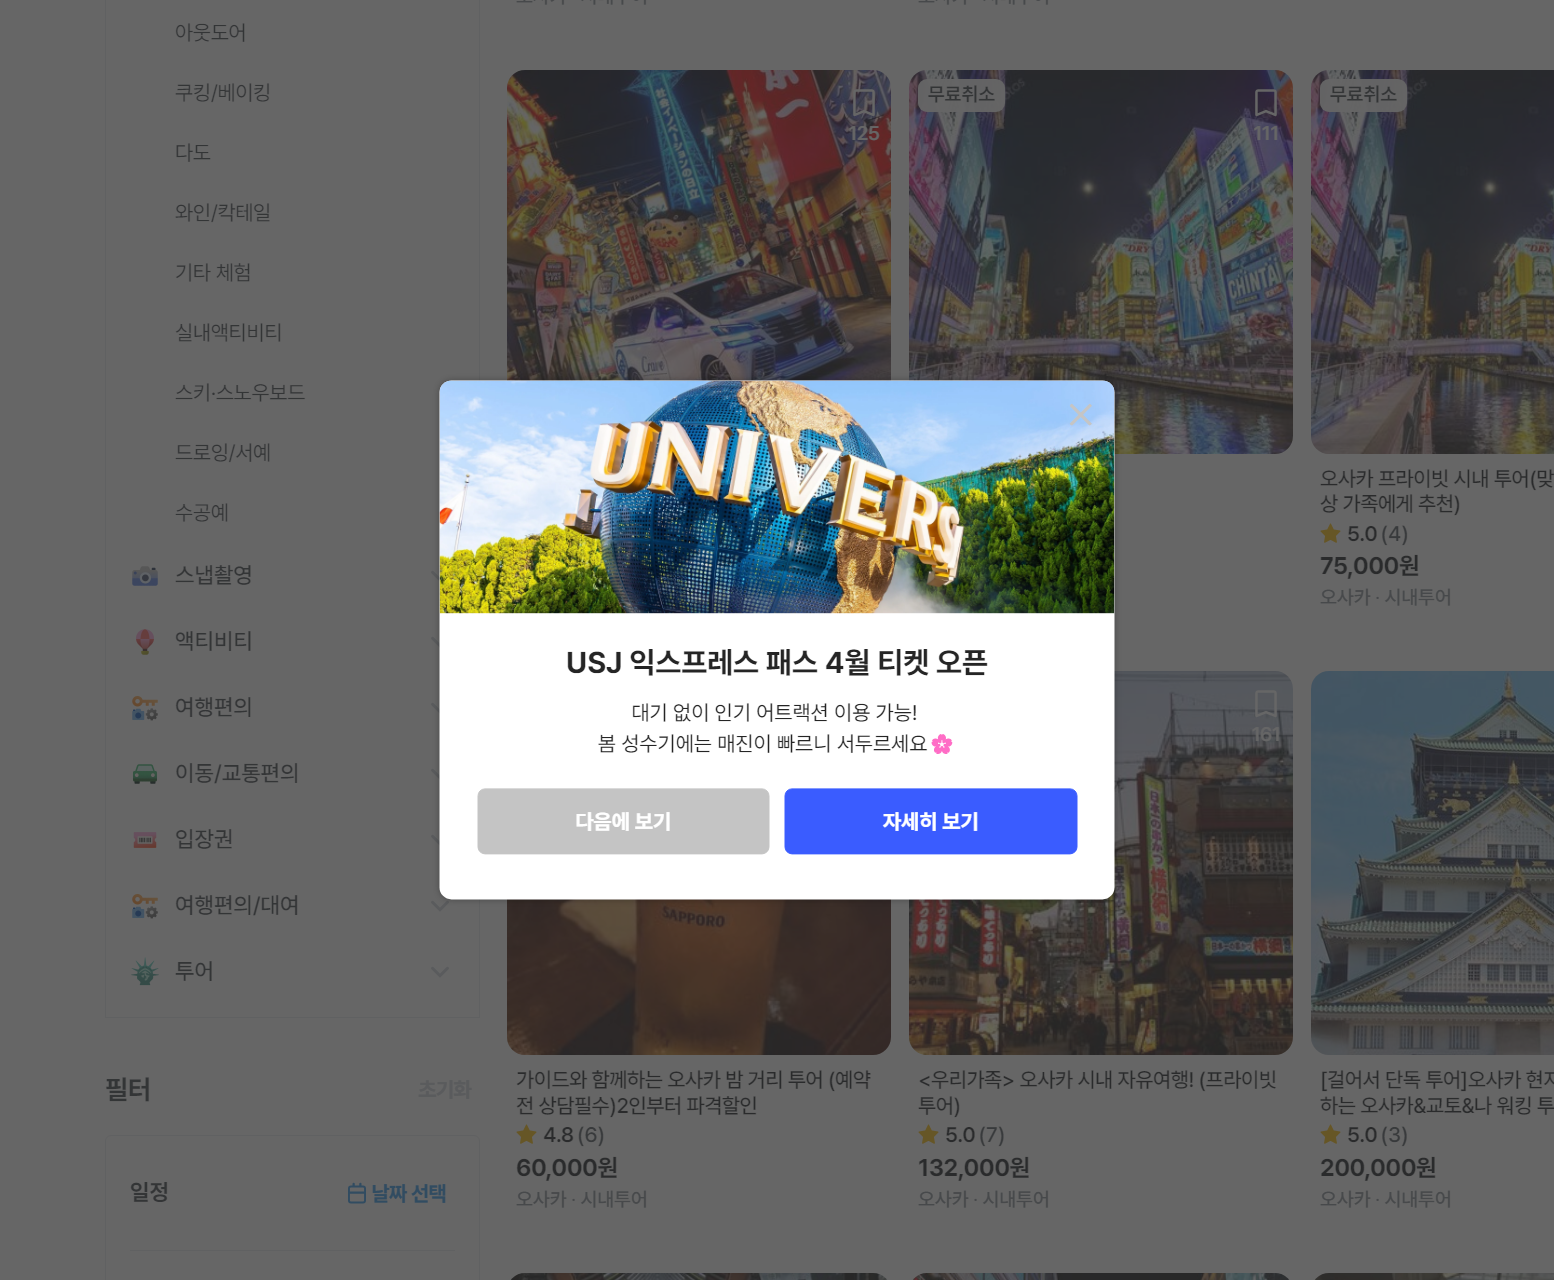 아웃도어
쿠킹/베이킹
다도
와인/칵테일
기타 체험
실내액티비티
스키·스노우보드
드로잉/서예
수공예
스냅촬영
액티비티
여행편의
이동/교통편의
입장권
여행편의/대여
투어
필터
초기화
일정
날짜 선택
125
무료취소
111
무료취소
CHINTAI
오사카 프라이빗 시내 투어(맞
상 가족에게 추천)
5.0 (4)
75,000원
오사카 · 시내투어
UNIVERS
USJ 익스프레스 패스 4월 티켓 오픈
대기 없이 인기 어트랙션 이용 가능!
봄 성수기에는 매진이 빠르니 서두르세요
다음에 보기
자세히 보기
161
SAPPORO
가이드와 함께하는 오사카 밤 거리 투어 (예약
전 상담필수)2인부터 파격할인
4.8 (6)
60,000원
오사카 · 시내투어
<우리가족> 오사카 시내 자유여행! (프라이빗
투어)
5.0 (7)
132,000원
오사카 · 시내투어
[걸어서 단독 투어]오사카 현지
하는 오사카&교토&나 워킹 투
5.0 (3)
200,000원
오사카 · 시내투어